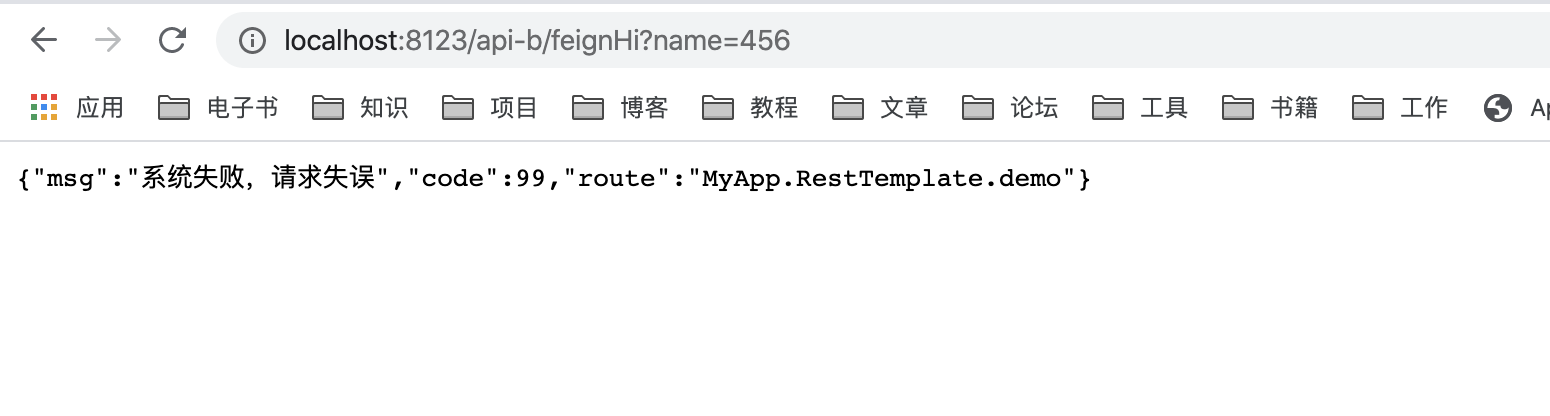 localhost:8123/api-b/feignHi?name=456
应用 电子书 知识 项目 博客 教程 文章 论坛 工具 书籍 工作
{"msg":"系统失败，请求失误","code":99,"route":"MyApp.RestTemplate.demo"}